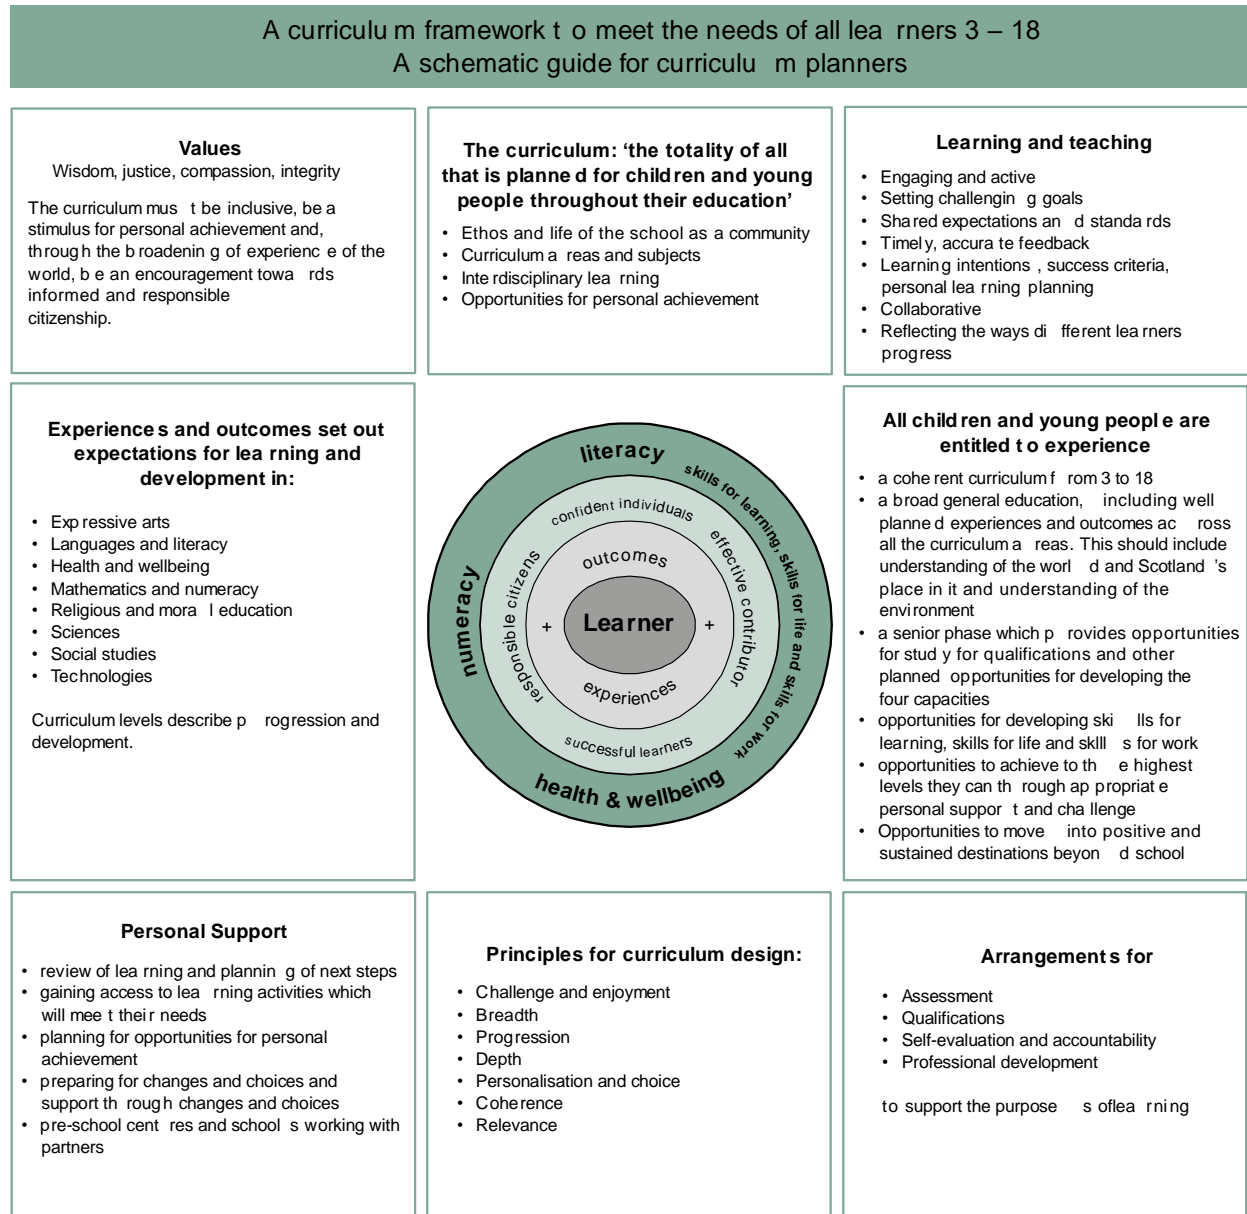 A curriculu m framework t o meet the needs of all lea rners 3 – 18
A schematic guide for curriculu m planners
Values
Wisdom, justice, compassion, integrity
The curriculum mus t be inclusive, be a
stimulus for personal achievement and,
through the b roadenin g of experienc e of the
world, b e an encouragement towa rds
informed and responsible
citizenship.
The curriculum: ‘the totality of all
that is planne d for child ren and young
people throughout their education’
• Ethos and life of the school as a community
• Curriculum a reas and subjects
• Inte rdisciplinary lea rning
• Opportunities for personal achievement
Learning and teaching
• Engaging and active
• Setting challengin g goals
• Shared expectations an d standa rds
• Timely, accura te feedback
• Learning intentions , success criteria,
personal lea rning planning
• Collaborative
• Reflecting the ways di fferent lea rners
progress
Experience s and outcomes set out
expectations for lea rning and
development in:
• Exp ressive arts
• Languages and literacy
• Health and wellbeing
• Mathematics and numeracy
• Religious and mora l education
• Sciences
• Social studies
• Technologies
Curriculum levels describe p rogression and
development.
literacy
skills for learning, skills for life and skills for work
numeracy
health & wellbeing
confident individuals
effective contributor
responsible citizens
successful learners
outcomes
+ Lea rner +
experiences
All child ren and young peopl e are
entitled t o experience
• a cohe rent curriculum f rom 3 to 18
• a broad general education, including well
planne d experiences and outcomes ac ross
all the curriculum a reas. This should include
understanding of the worl d and Scotland ’s
place in it and understanding of the
environment
• a senior phase which p rovides opportunities
for stud y for qualifications and other
planned opportunities for developing the
four capacities
• opportunities for developing ski lls for
learning, skills for life and sklll s for work
• opportunities to achieve to th e highest
levels they can th rough ap propriat e
personal suppor t and cha llenge
• Opportunities to move into positive and
sustained destinations beyon d school
Personal Support
• review of lea rning and plannin g of next steps
• gaining access to lea rning activities which
will mee t their needs
• planning for opportunities for personal
achievement
• preparing for changes and choices and
support th rough changes and choices
• pre-school cent res and school s working with
partners
Principles for curriculum design:
• Challenge and enjoyment
• Breadth
• Progression
• Depth
• Personalisation and choice
• Coherence
• Relevance
Arrangement s for
• Assessment
• Qualifications
• Self-evaluation and accountability
• Professional development
to support the purpose s oflea rning